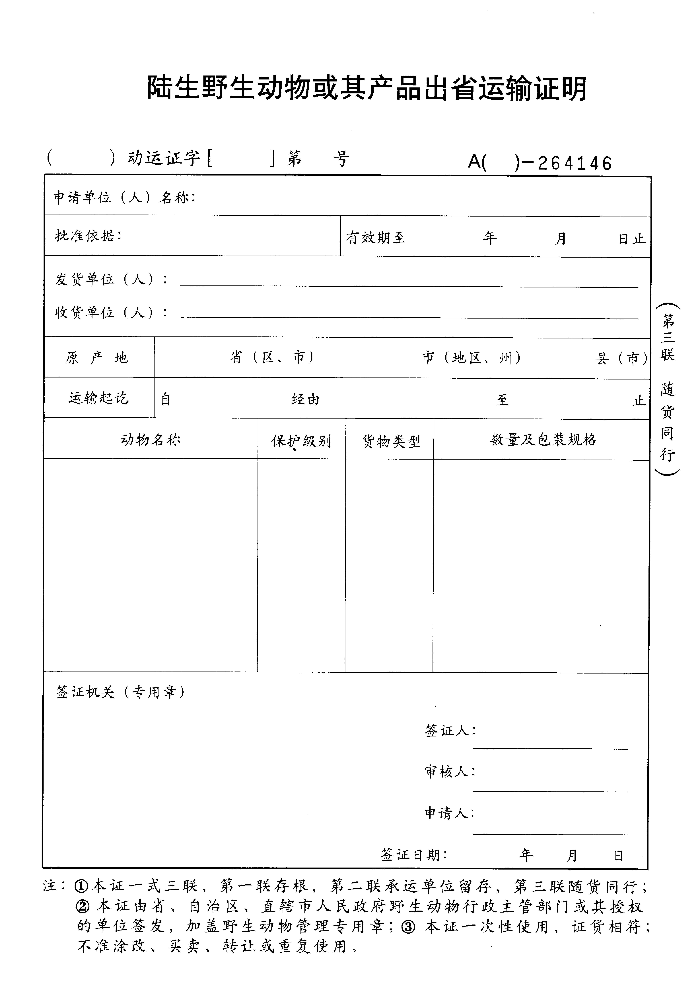 陆生野生动物或其产品出省运输证明
（ ）动运证字［ ］第 号 A( )-264146
申请单位（人）名称：
批准依据： 有效期至 年 月 日止
发货单位（人）：
收货单位（人）：
原产地 省（区、市） 市（地区、州） 县（市）
运输起讫 自 经由 至 止
动物名称 保护级别 货物类型 数量及包装规格
签证机关（专用章）
签证人：
审核人：
申请人：
签证日期： 年 月 日
（第三联 随货同行）
注：①本证一式三联，第一联存根，第二联承运单位留存，第三联随货同行；
②本证由省、自治区、直辖市人民政府野生动物行政主管部门或其授权
的单位签发，加盖野生动物管理专用章；③本证一次性使用，证货相符；
不准涂改、买卖、转让或重复使用。